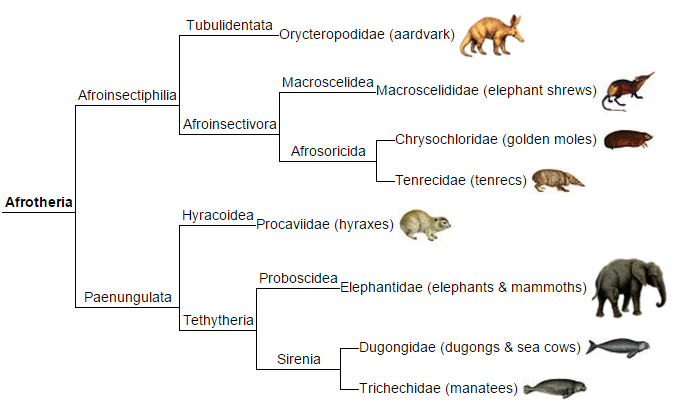 Tubulidentata
Orycteropodidae (aardvark)
Macroscelidea
Macroscelididae (elephant shrews)
Afroinsectiphilia
Afroinsectivora
Chrysochloridae (golden moles)
Afrosoricida
Tenrecidae (tenrecs)
Afrotheria
Hyracoidea
Procaviidae (hyraxes)
Proboscidea
Elephantidae (elephants & mammoths)
Paenungulata
Tethytheria
Dugongidae (dugongs & sea cows)
Sirenia
Trichechidae (manatees)